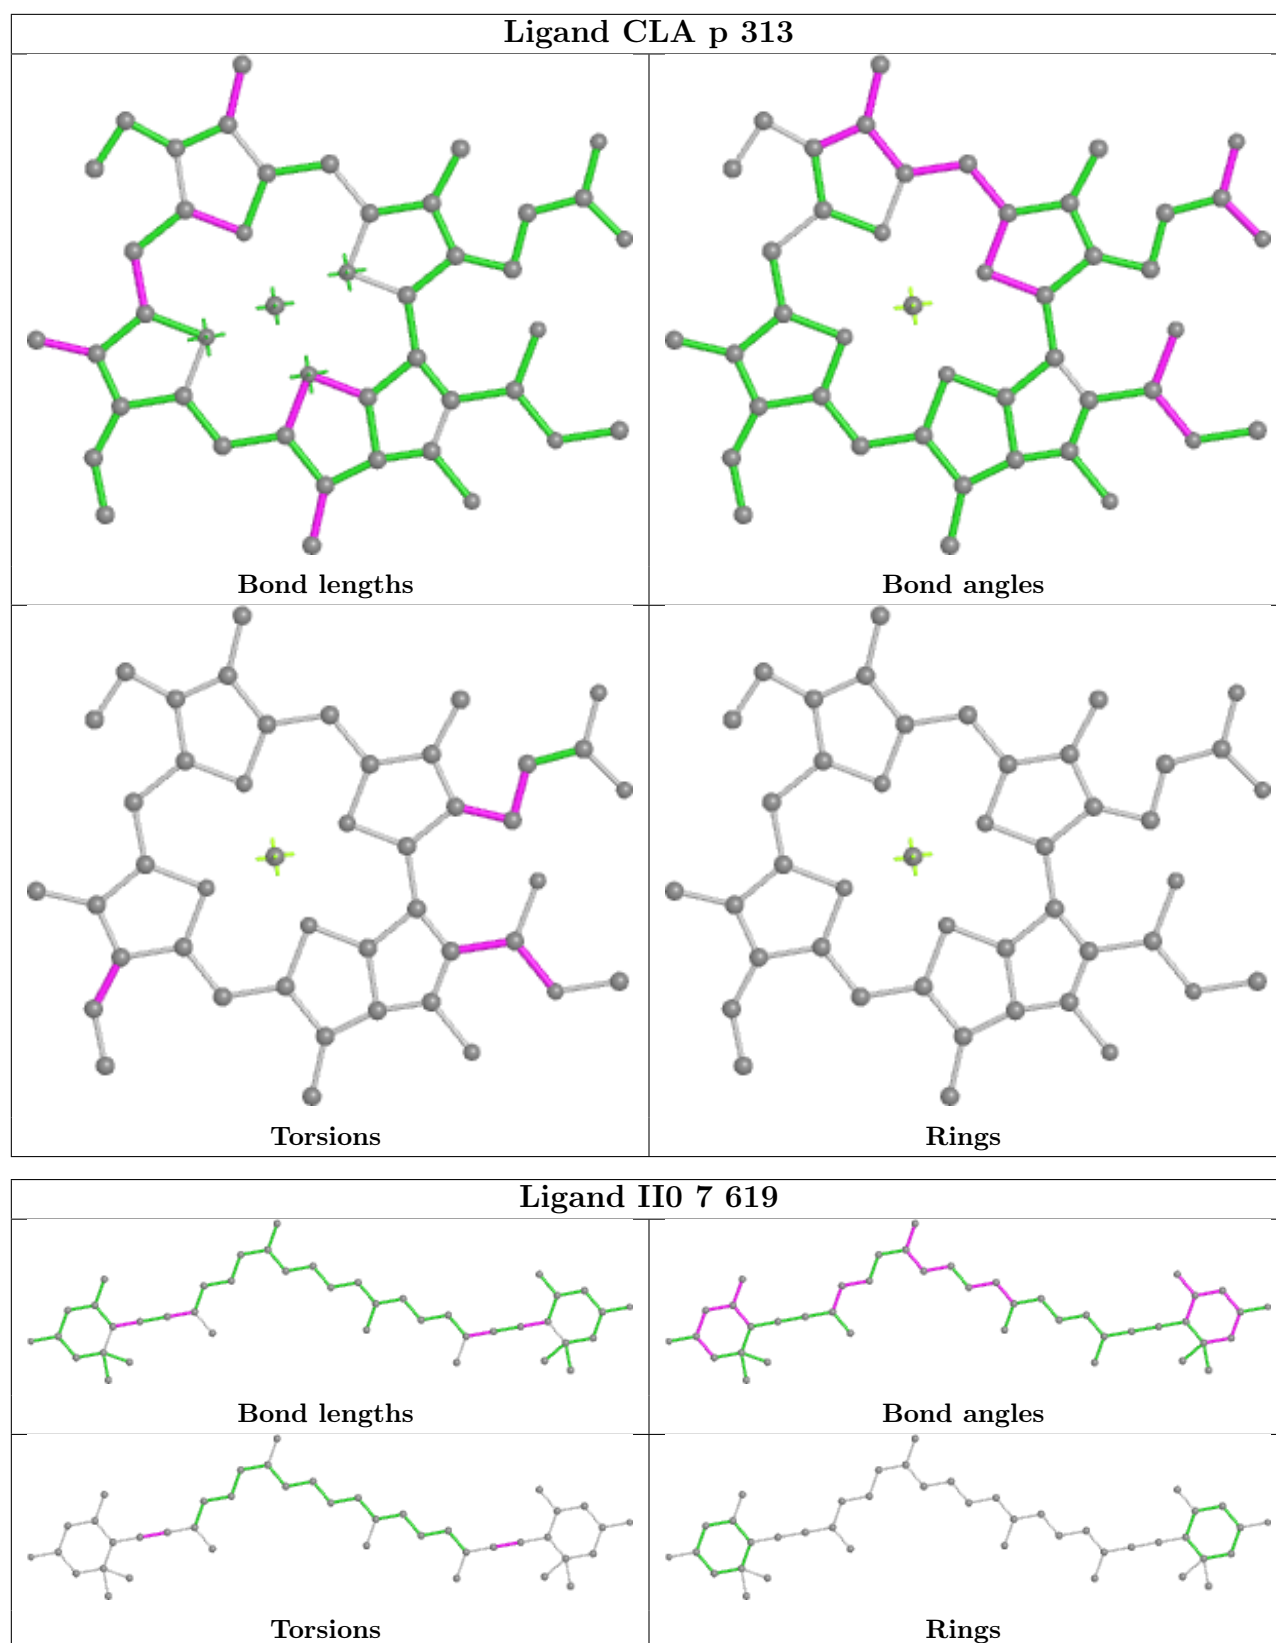 Ligand CLA p 313
Bond lengths
Bond angles
Torsions
Rings
Ligand II0 7 619
Bond lengths
Bond angles
Torsions
Rings